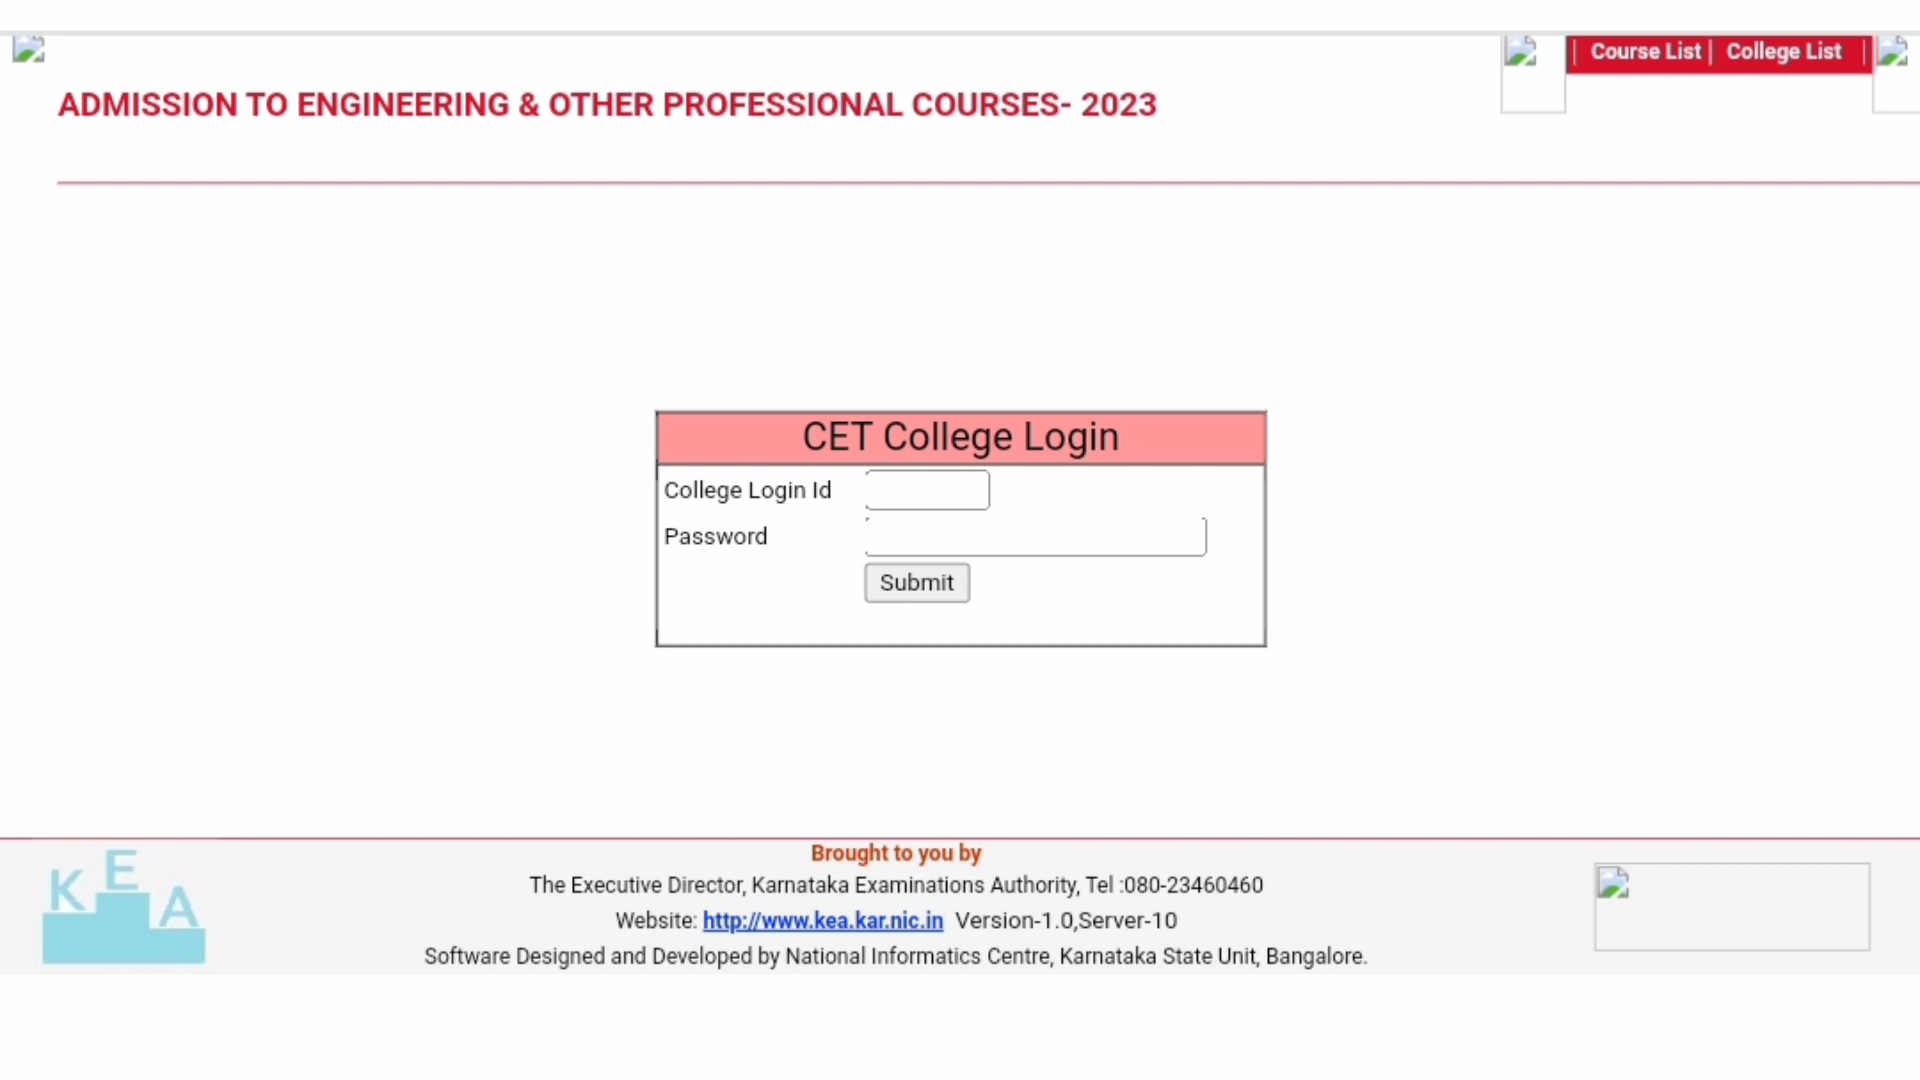 | Course List | College List |
ADMISSION TO ENGINEERING & OTHER PROFESSIONAL COURSES- 2023
CET College Login
College Login Id
Password
Submit
Brought to you by
The Executive Director, Karnataka Examinations Authority, Tel :080-23460460
Website: http://www.kea.kar.nic.in Version-1.0,Server-10
Software Designed and Developed by National Informatics Centre, Karnataka State Unit, Bangalore.
KEA